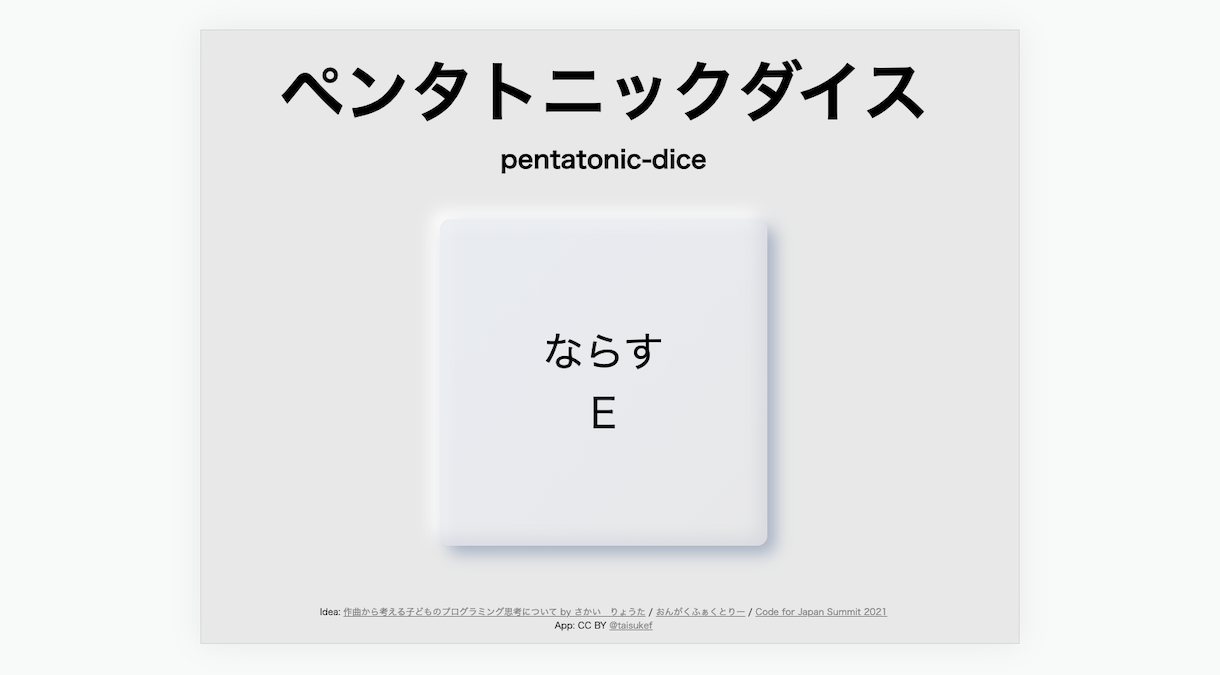 ペンタトニックダイス
pentatonic-dice
ならす
E
Idea: 作曲から考える子どものプログラミング思考について by さかい　りょうた / おんがくふぁくとりー / Code for Japan Summit 2021
App: CC BY @taisukef